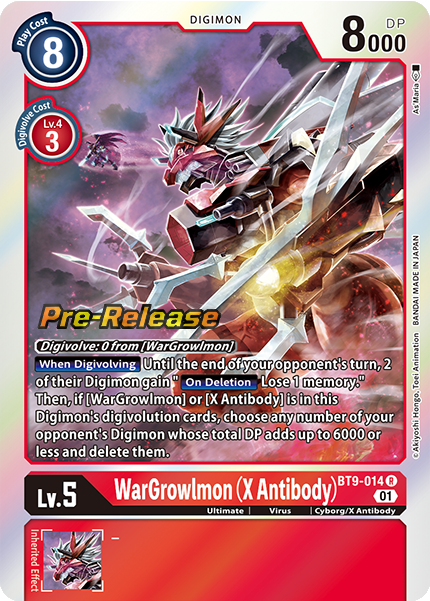 DIGIMON
Play Cost
8
8000 DP
Digivolve Cost
Lv.4
3
As'Maria
Pre-Release
Digivolve: 0 from [WarGrowlmon]
When Digivolving Until the end of your opponent's turn, 2
of their Digimon gain " On Deletion Lose 1 memory."
Then, if [WarGrowlmon] or [X Antibody] is in this
Digimon's digivolution cards, choose any number of your
opponent's Digimon whose total DP adds up to 6000 or
less and delete them.
©Akiyoshi Hongo, Toei Animation BANDAI MADE IN JAPAN
Lv.5
WarGrowlmon (X Antibody)
BT9-014 R
01
Ultimate | Virus | Cyborg/X Antibody
Inherited Effect
–